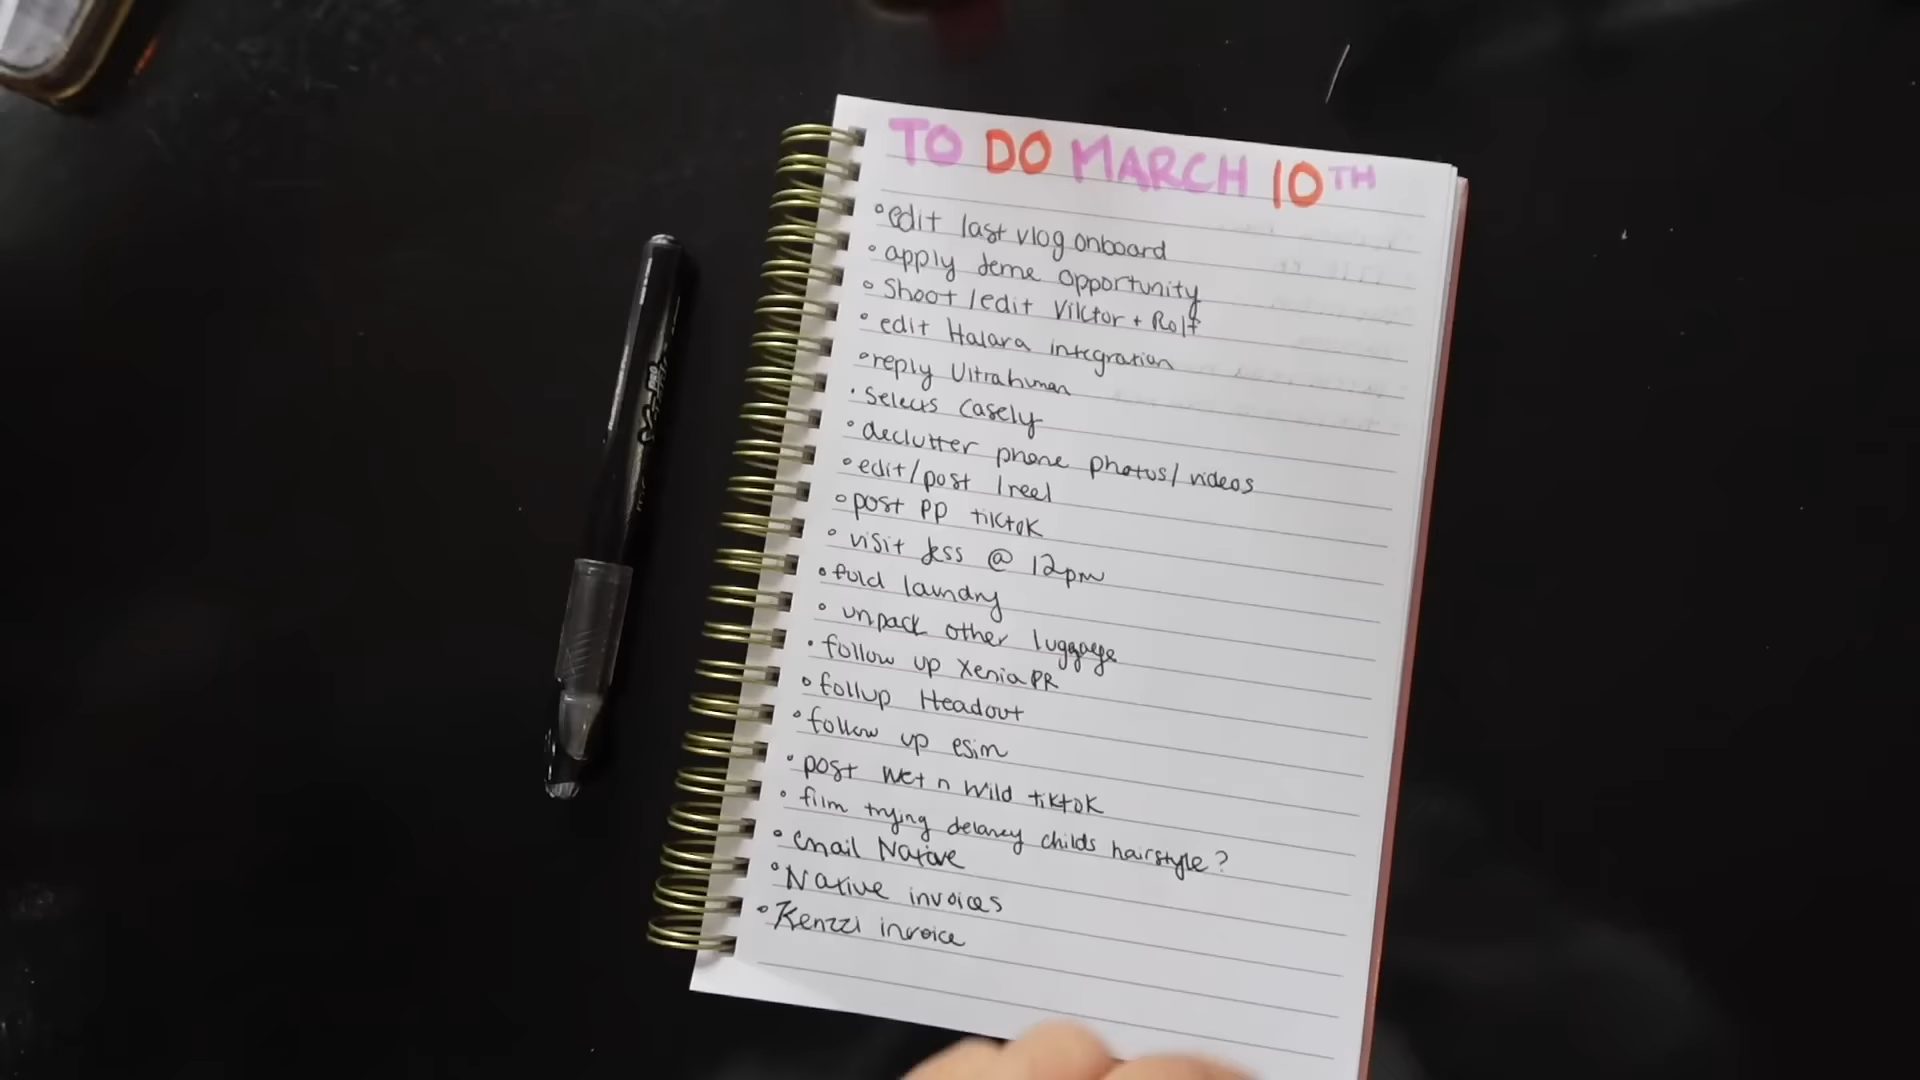 TO DO MARCH 10TH
• edit last vlog onboard
• apply deme opportunity
• Shoot/edit Viktor + Rolf
• edit Halara integration
• reply Ultrahuman
• Selects Casely
• declutter phone photos/videos
• edit/post 1 reel
• post PP tiktok
• visit Jess @ 12pm
• fold laundry
• unpack other luggage
• follow up XeniaPR
• follup Headout
• follow up esim
• post wet n wild tiktok
• film trying delaney childs hairstyle?
• Email Native
• Native invoices
• Kenzzi invoice